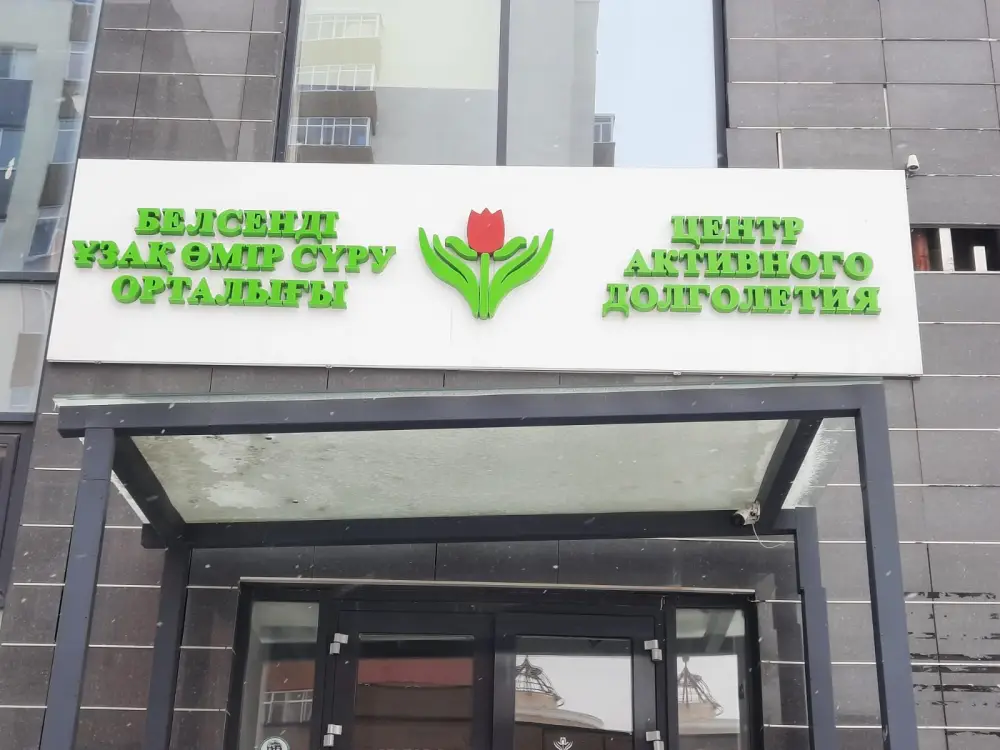 БЕЛСЕНДІ
ҰЗАҚ ӨМІР СҮРУ
ОРТАЛЫҒЫ
ЦЕНТР
АКТИВНОГО
ДОЛГОЛЕТИЯ